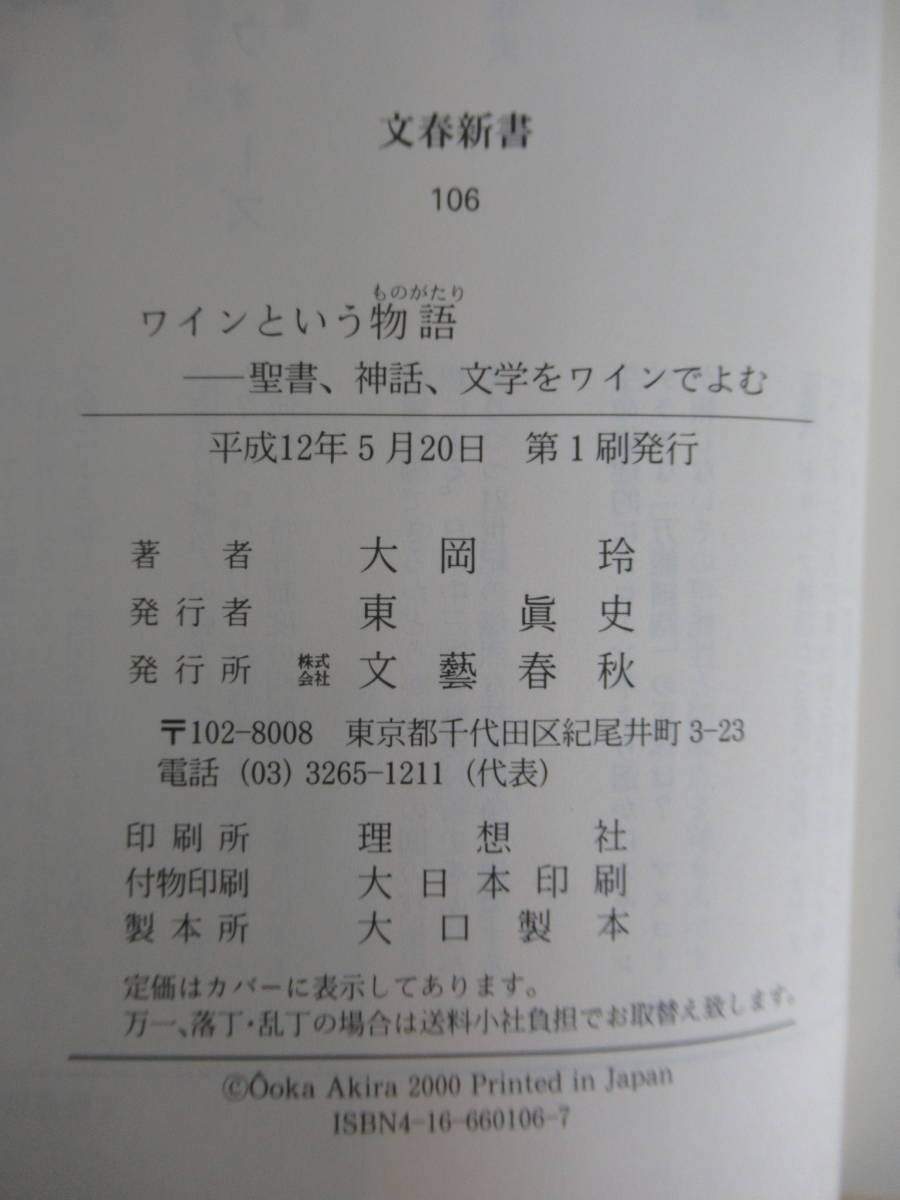 文春新書
106
ものがたり
ワインという物語
──聖書、神話、文学をワインでよむ
平成12年5月20日 第1刷発行
著者 大岡玲
発行者 東眞史
発行所 株式会社 文藝春秋
〒102-8008 東京都千代田区紀尾井町3-23
電話 (03) 3265-1211 (代表)
印刷所 理想社
付物印刷 大日本印刷
製本所 大口製本
定価はカバーに表示してあります。
万一、落丁・乱丁の場合は送料小社負担でお取替え致します。
©Ôoka Akira 2000 Printed in Japan
ISBN4-16-660106-7